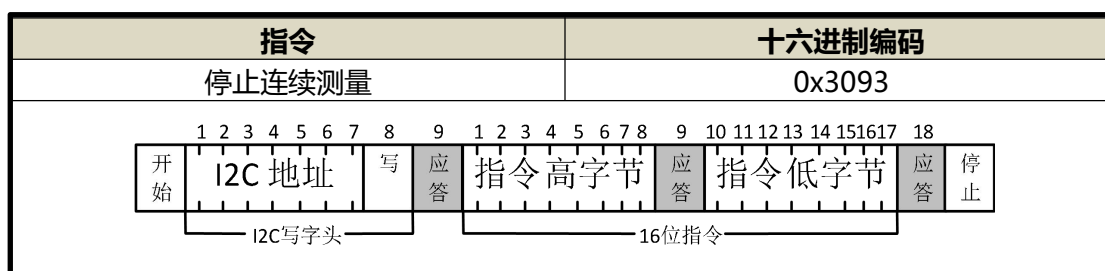 指令 十六进制编码
停止连续测量 0x3093
1 2 3 4 5 6 7 8 9 1 2 3 4 5 6 7 8 9 10 11 12 13 14 15 16 17 18
开始 I2C 地址 写 应答 指令高字节 应答 指令低字节 应答 停止
I2C写字头 16位指令